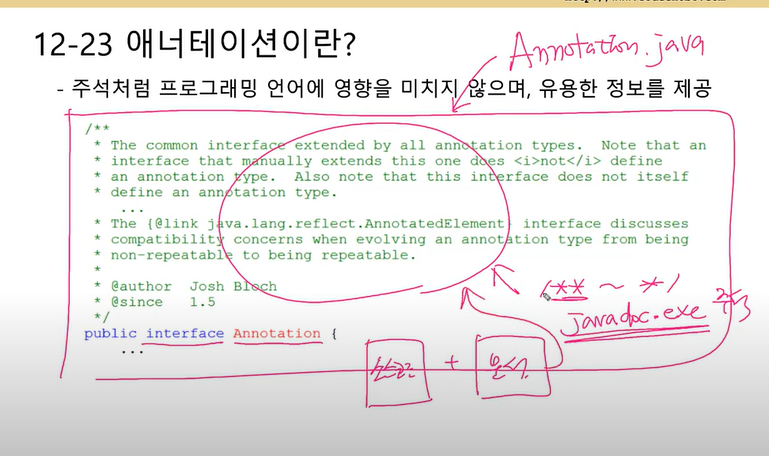 12-23 애너테이션이란?
Annotation.java
- 주석처럼 프로그래밍 언어에 영향을 미치지 않으며, 유용한 정보를 제공
/**
* The common interface extended by all annotation types.  Note that an
* interface that manually extends this one does <i>not</i> define
* an annotation type.  Also note that this interface does not itself
* define an annotation type.
...
* The {@link java.lang.reflect.AnnotatedElement} interface discusses
* compatibility concerns when evolving an annotation type from being
* non-repeatable to being repeatable.
*
* @author  Josh Bloch
* @since   1.5
*/
public interface Annotation {
...
/** ~ */
javadoc.exe
+